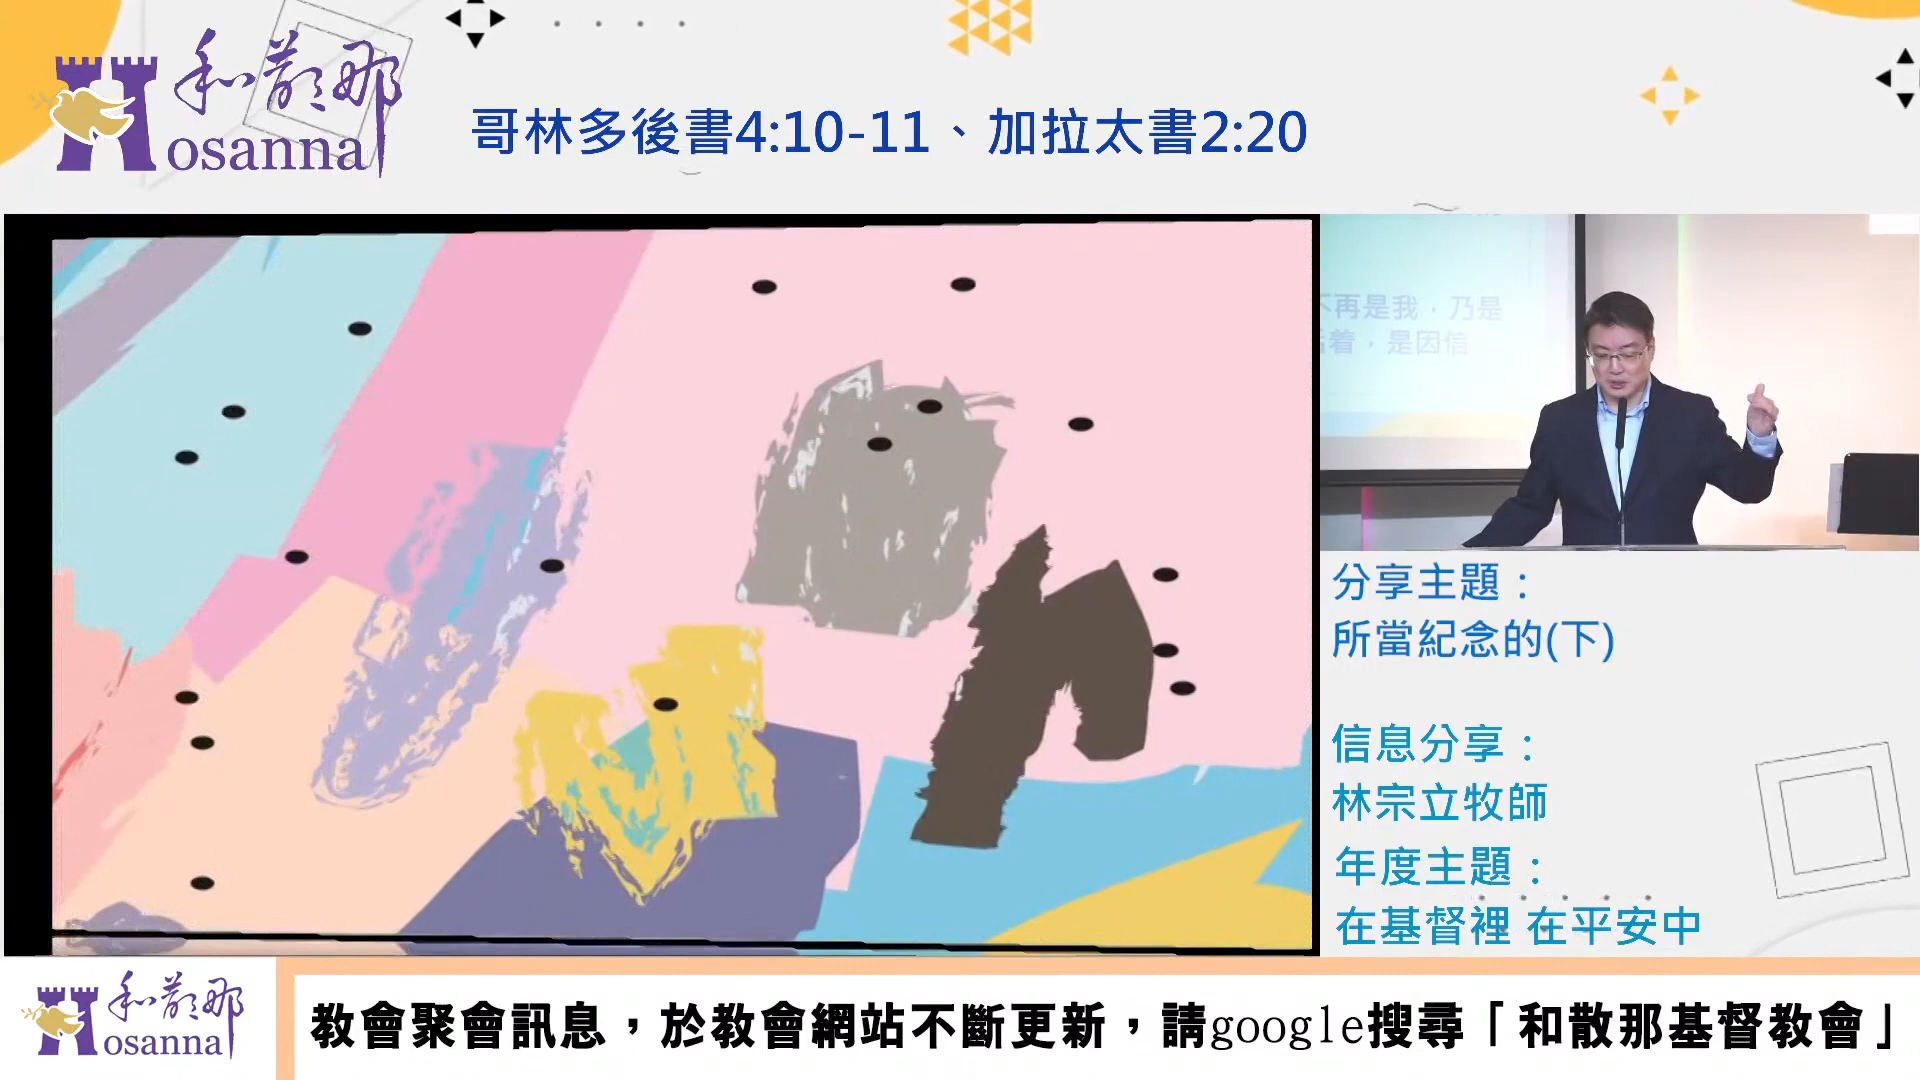 和散那
Hosanna
哥林多後書4:10-11、加拉太書2:20
不再是我，乃是
活着，是因信
分享主題：
所當紀念的(下)
信息分享：
林宗立牧師
年度主題：
在基督裡 在平安中
和散那
Hosanna
教會聚會訊息，於教會網站不斷更新，請google搜尋「和散那基督教會」